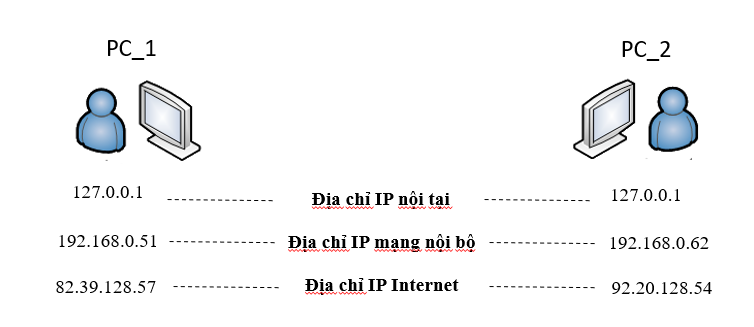 PC_1 PC_2
127.0.0.1 Địa chỉ IP nội tại 127.0.0.1
192.168.0.51 Địa chỉ IP mạng nội bộ 192.168.0.62
82.39.128.57 Địa chỉ IP Internet 92.20.128.54